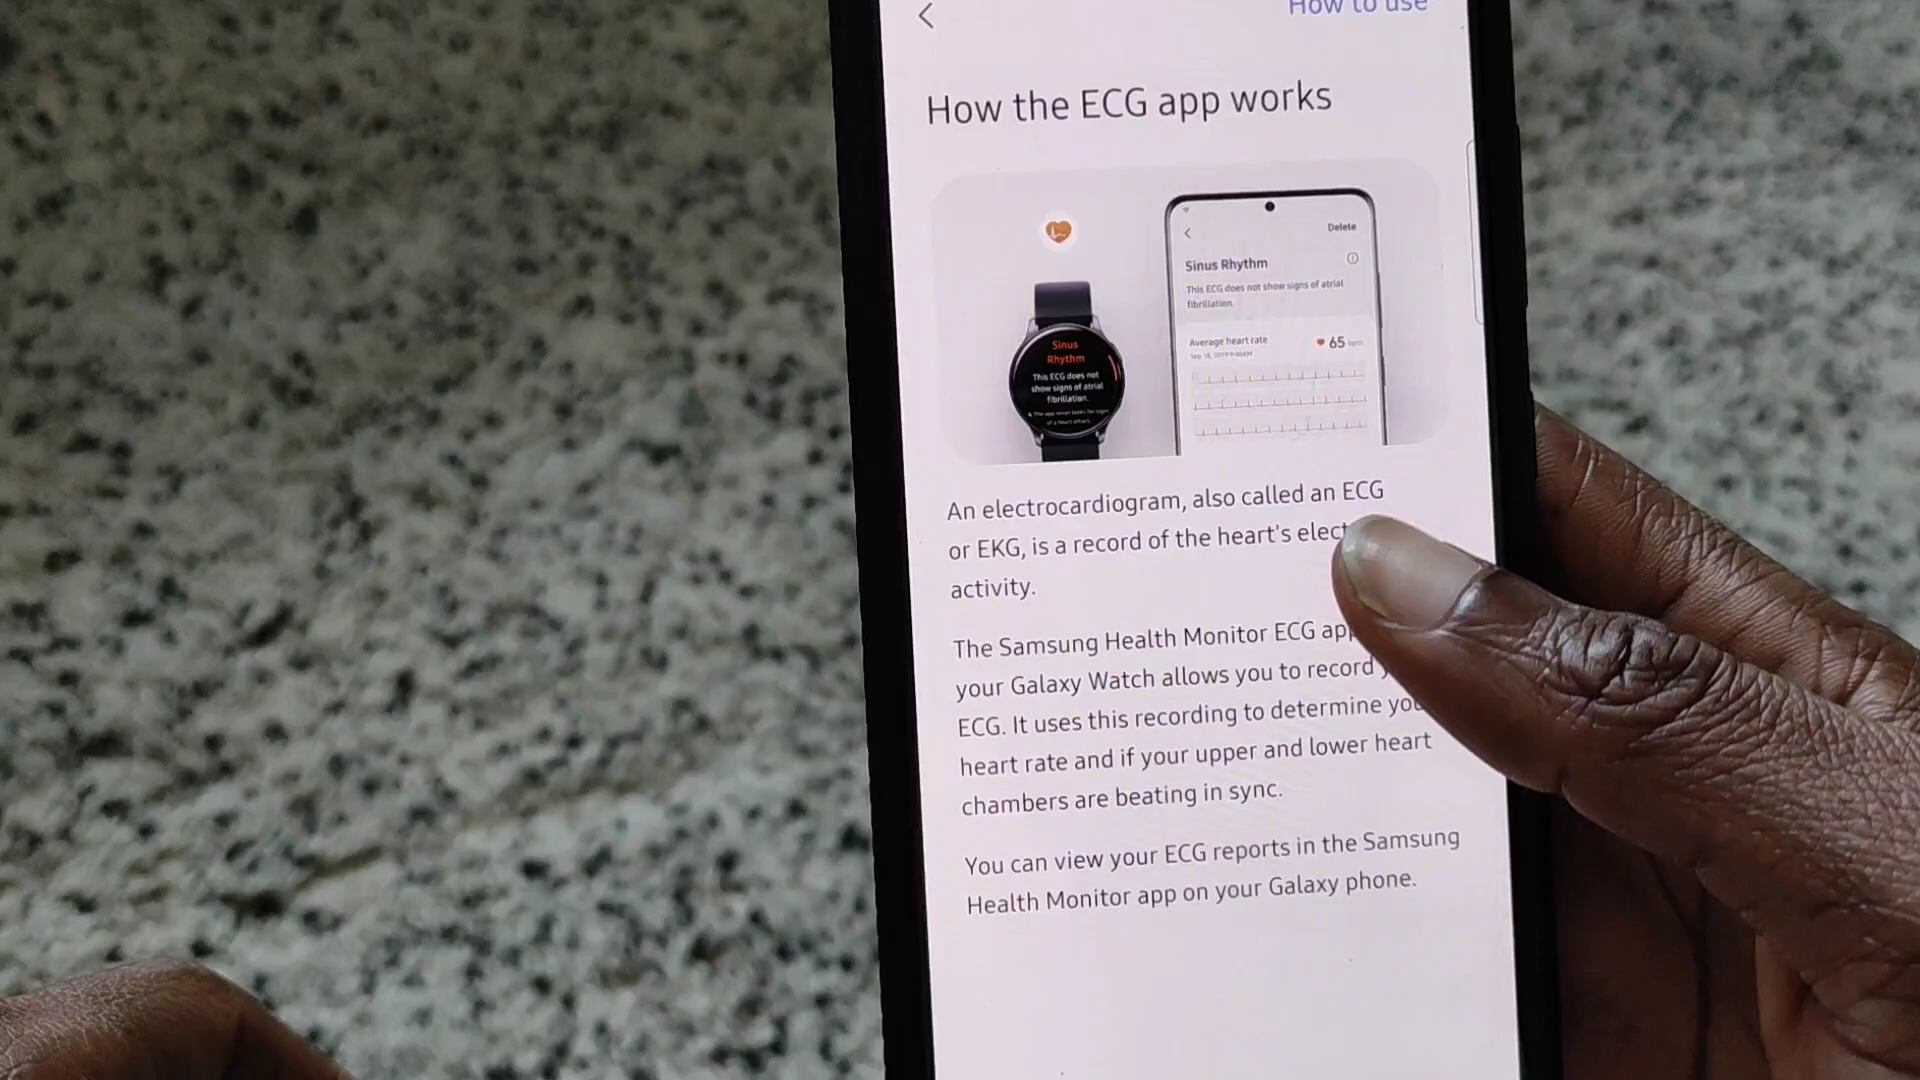 How to use
How the ECG app works
Delete
Sinus Rhythm
This ECG does not show signs of atrial
fibrillation.
Average heart rate
65 bpm
Sinus
Rhythm
This ECG does not
show signs of atrial
fibrillation.
An electrocardiogram, also called an ECG
or EKG, is a record of the heart's elect
activity.
The Samsung Health Monitor ECG app
your Galaxy Watch allows you to record
ECG. It uses this recording to determine you
heart rate and if your upper and lower heart
chambers are beating in sync.
You can view your ECG reports in the Samsung
Health Monitor app on your Galaxy phone.